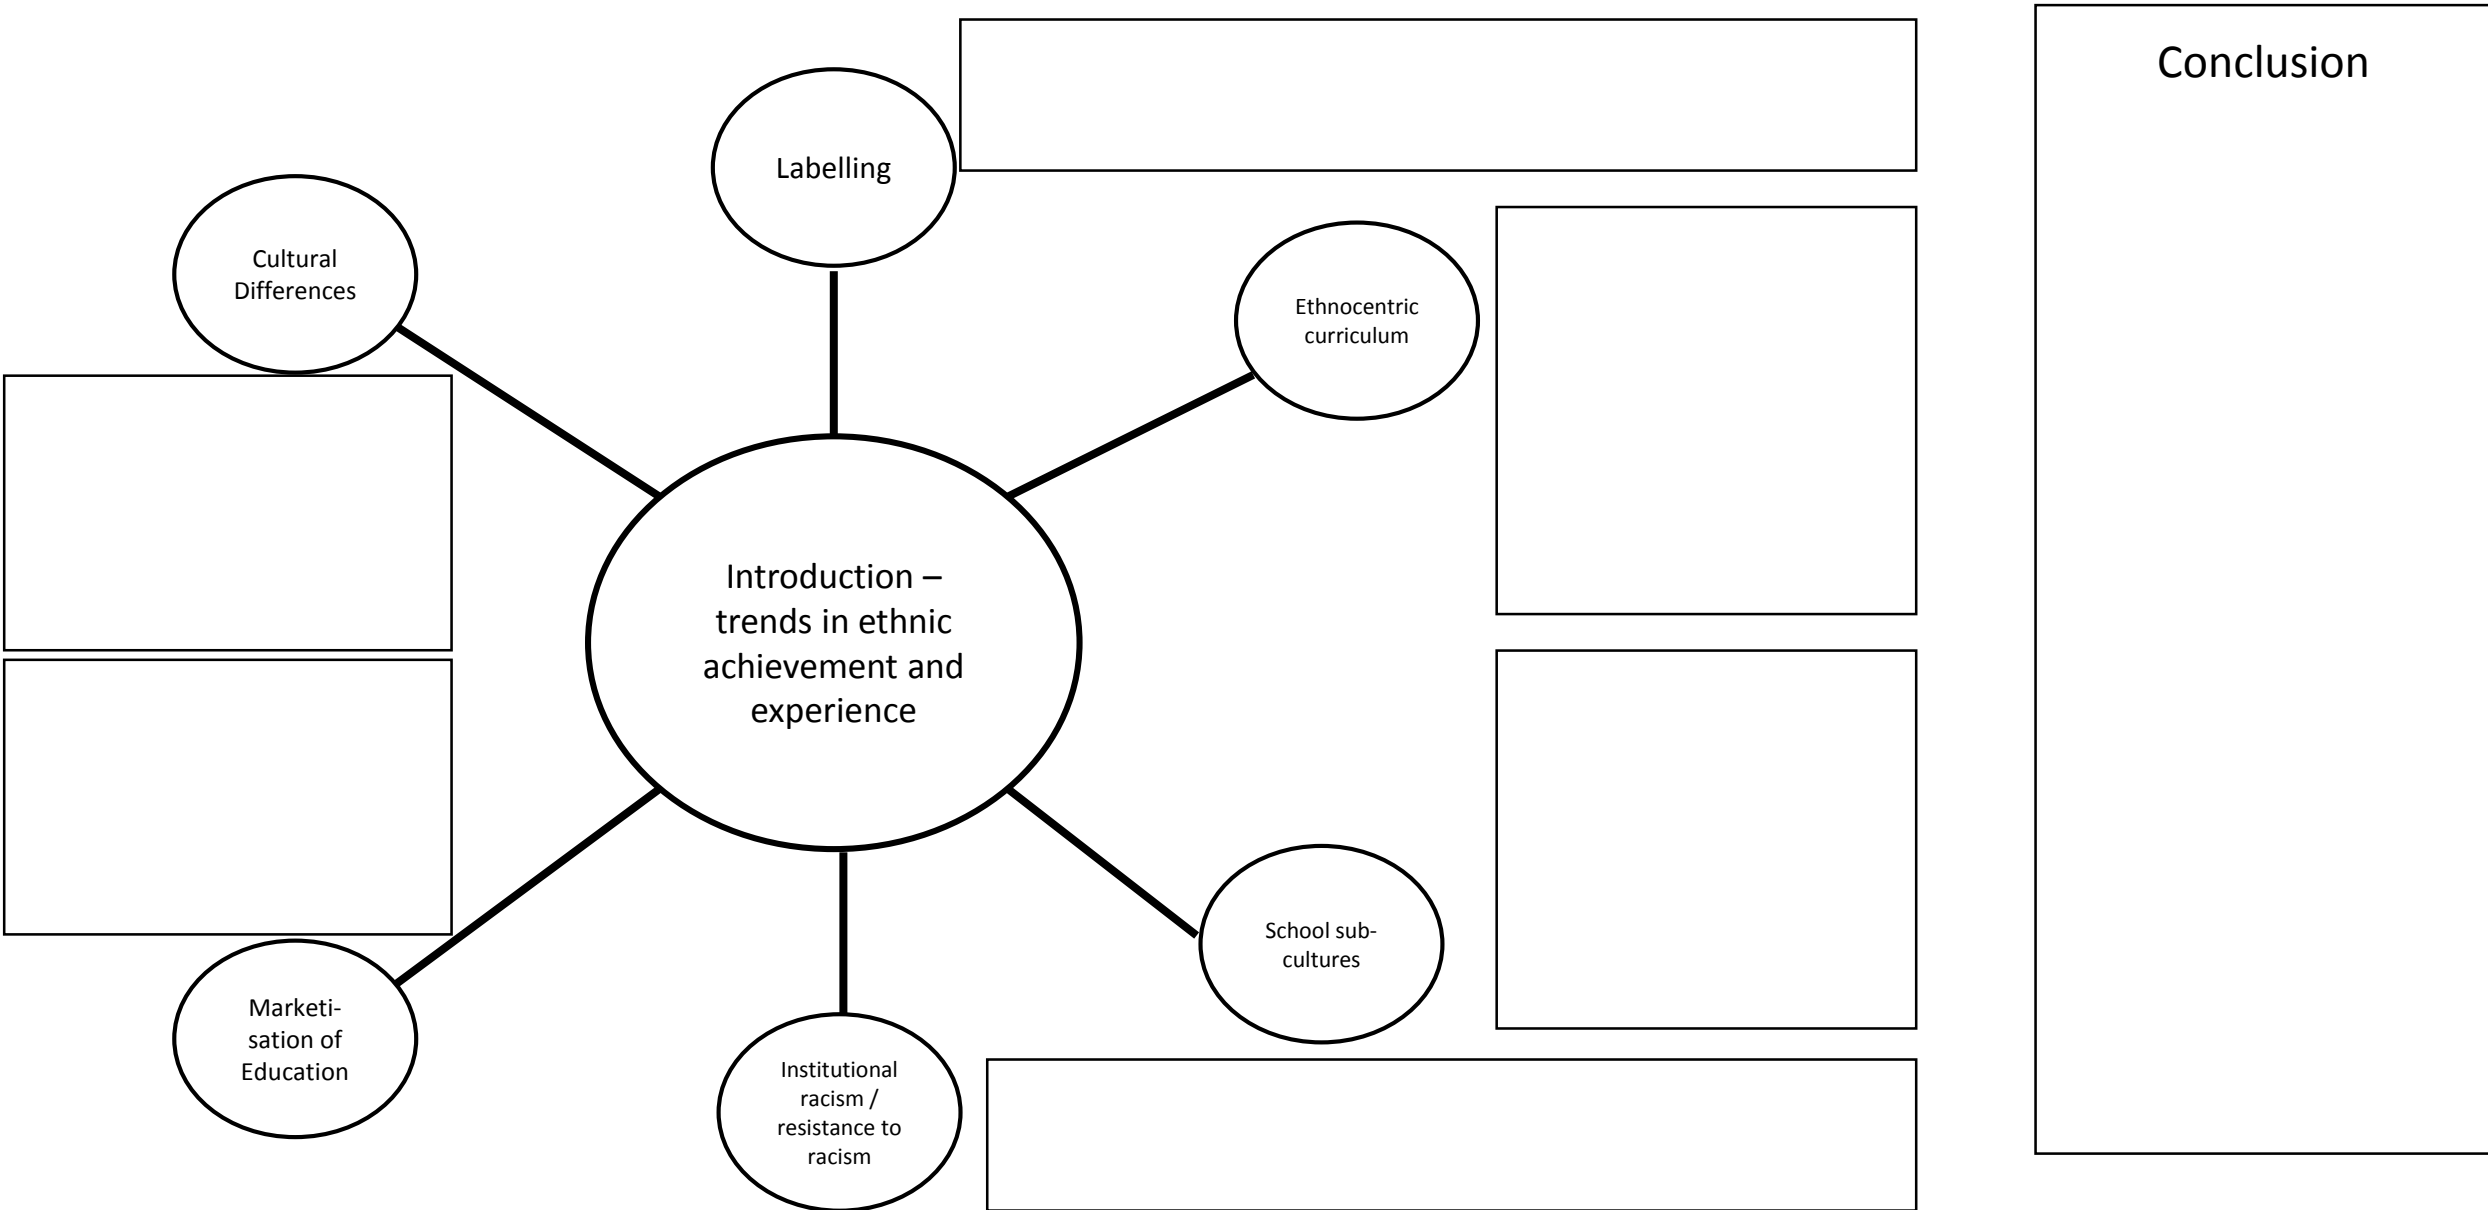 Conclusion
Labelling
Cultural
Differences
Ethnocentric
curriculum
Introduction –
trends in ethnic
achievement and
experience
School sub-
cultures
Marketi-
sation of
Education
Institutional
racism /
resistance to
racism